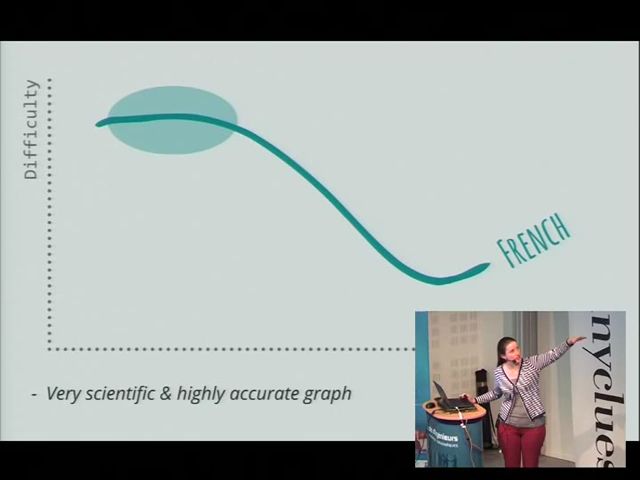 Difficulty
FRENCH
- Very scientific & highly accurate graph
nyclues